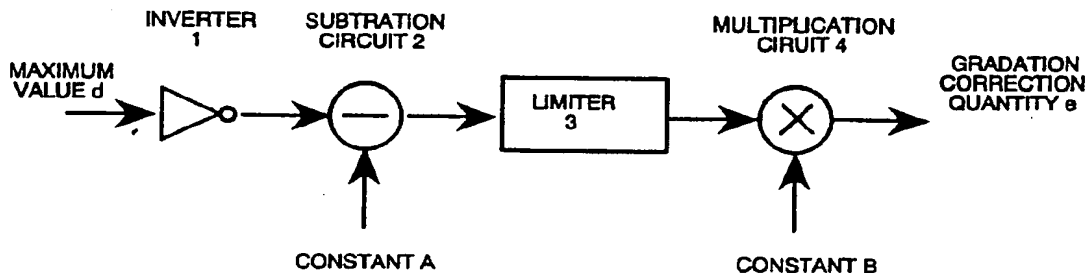 INVERTER
1
SUBTRATION
CIRCUIT 2
MULTIPLICATION
CIRUIT 4
MAXIMUM
VALUE d
LIMITER
3
GRADATION
CORRECTION
QUANTITY e
CONSTANT A
CONSTANT B